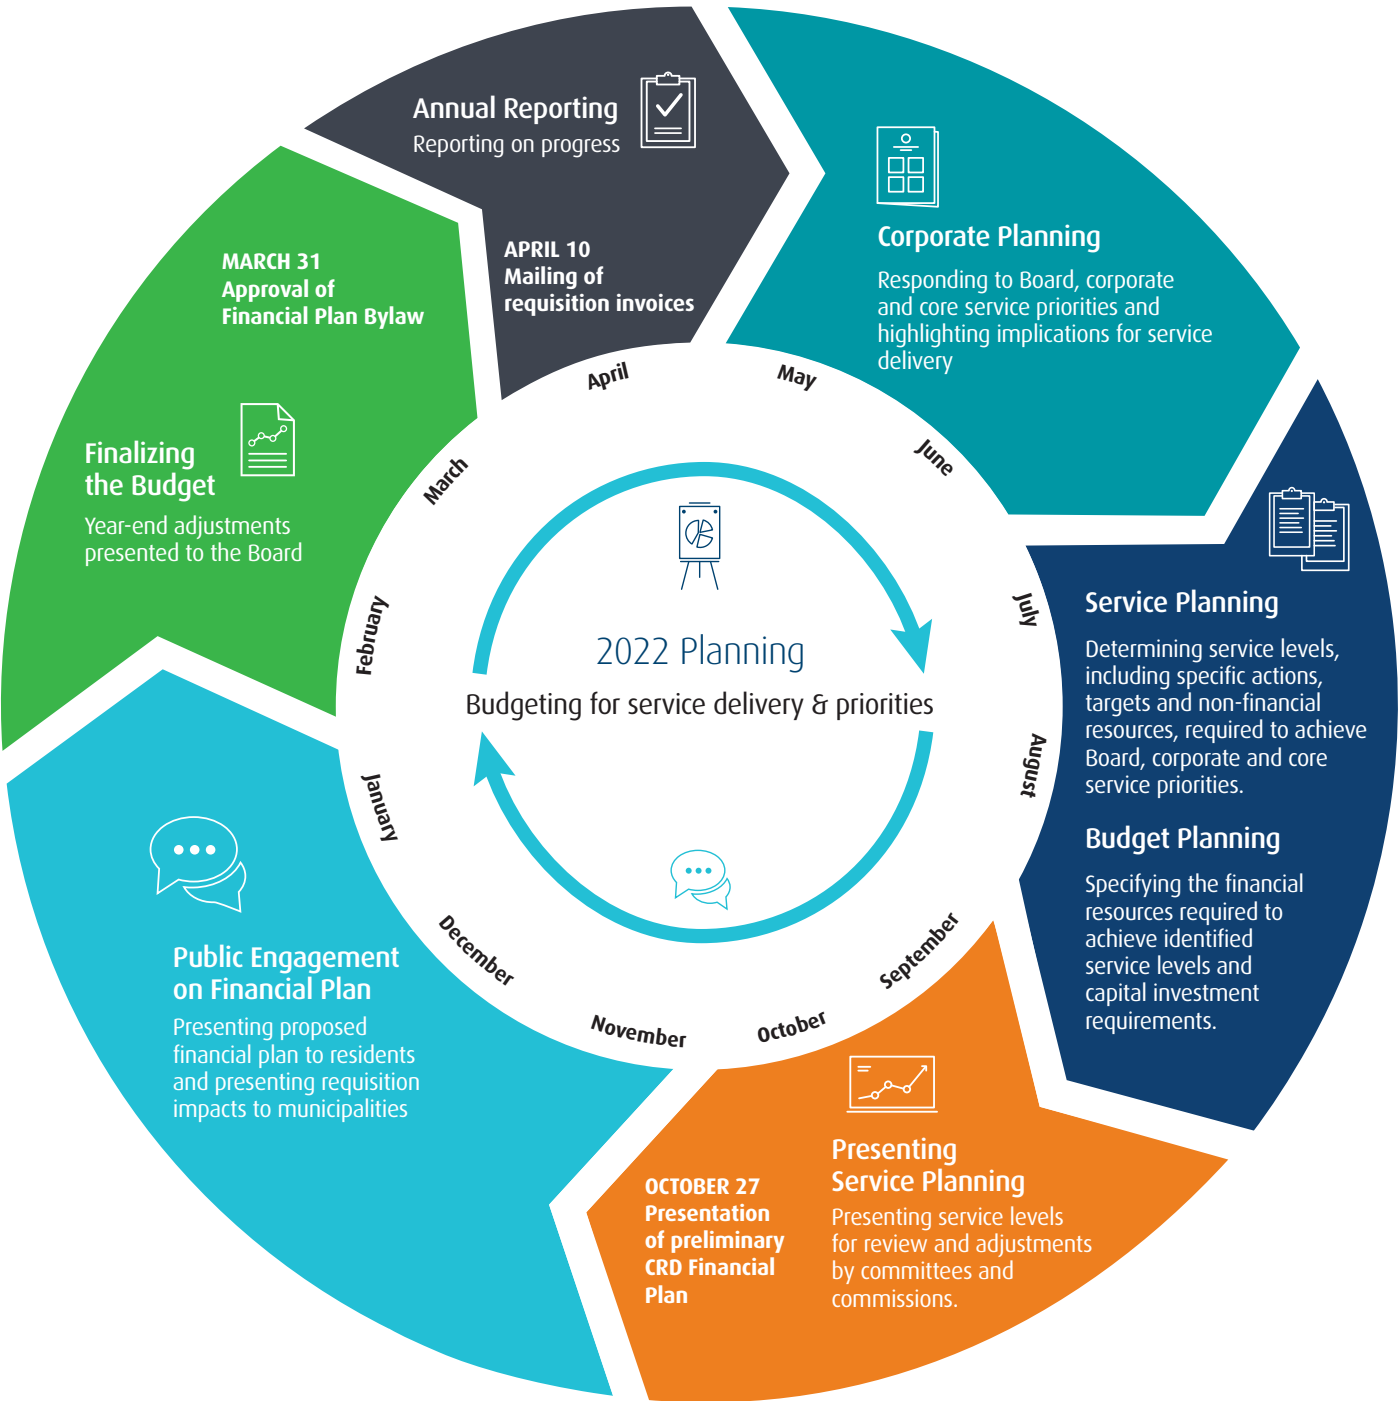 Annual Reporting
Reporting on progress
APRIL 10
Mailing of
requisition invoices
Corporate Planning
Responding to Board, corporate
and core service priorities and
highlighting implications for service
delivery
Service Planning
Determining service levels,
including specific actions,
targets and non-financial
resources, required to achieve
Board, corporate and core
service priorities.
Budget Planning
Specifying the financial
resources required to
achieve identified
service levels and
capital investment
requirements.
Presenting
Service Planning
Presenting service levels
for review and adjustments
by committees and
commissions.
OCTOBER 27
Presentation
of preliminary
CRD Financial
Plan
Public Engagement
on Financial Plan
Presenting proposed
financial plan to residents
and presenting requisition
impacts to municipalities
Finalizing
the Budget
Year-end adjustments
presented to the Board
MARCH 31
Approval of
Financial Plan Bylaw
April
May
June
July
August
September
October
November
December
January
February
March
2022 Planning
Budgeting for service delivery & priorities